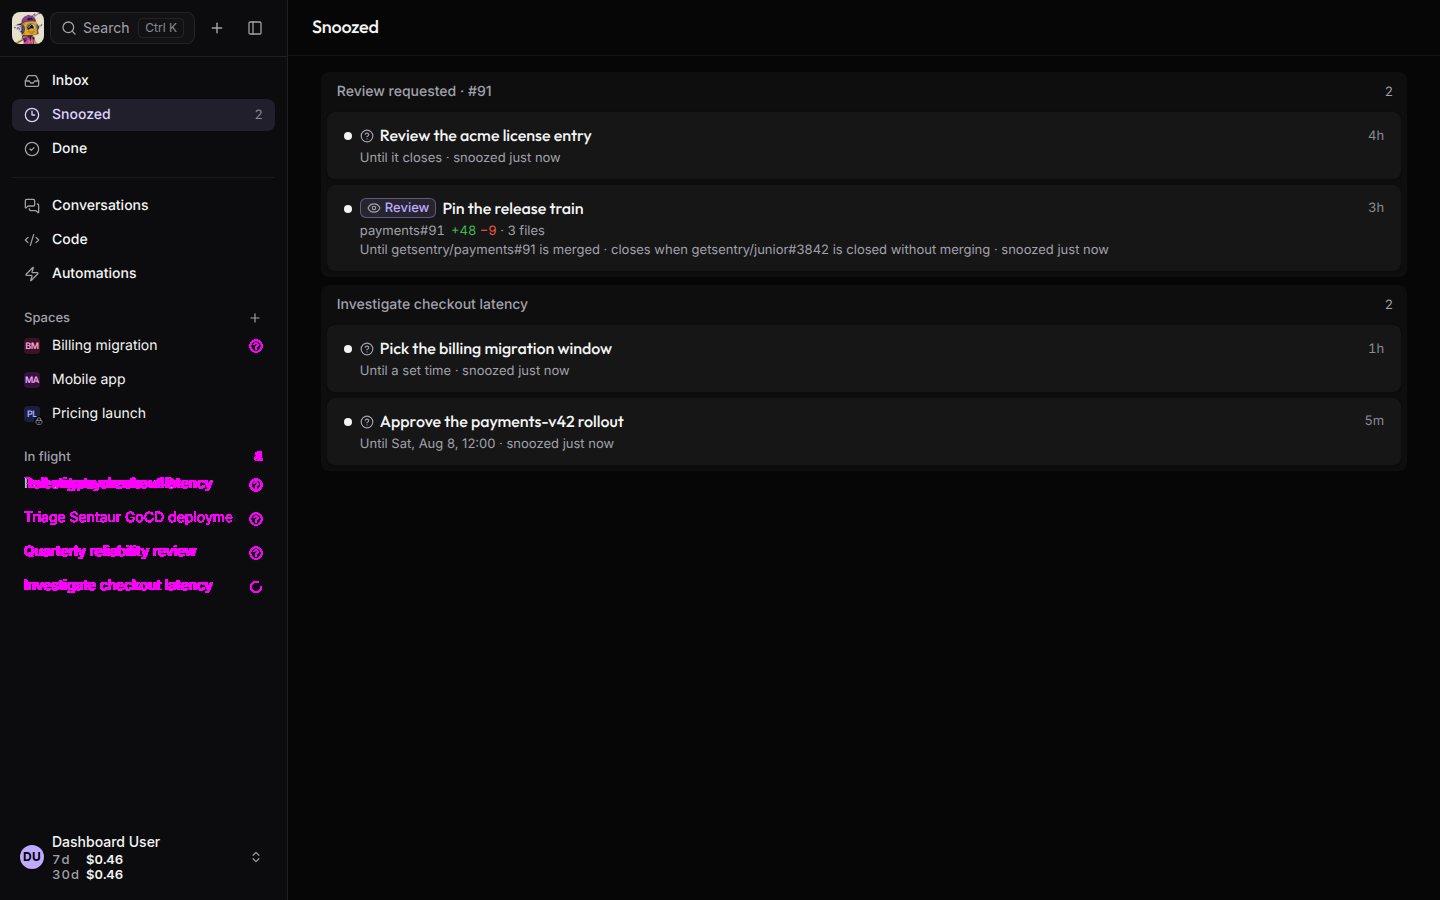 Search Ctrl K
Inbox
Snoozed 2
Done
Conversations
Code
Automations
Spaces
BM Billing migration
MA Mobile app
PL Pricing launch
In flight
Triage Sentaur GoCD deployme
Quarterly reliability review
Investigate checkout latency
DU Dashboard User
7d $0.46
30d $0.46
Snoozed
Review requested · #91 2
Review the acme license entry 4h
Until it closes · snoozed just now
Review Pin the release train 3h
payments#91 +48 −9 · 3 files
Until getsentry/payments#91 is merged · closes when getsentry/junior#3842 is closed without merging · snoozed just now
Investigate checkout latency 2
Pick the billing migration window 1h
Until a set time · snoozed just now
Approve the payments-v42 rollout 5m
Until Sat, Aug 8, 12:00 · snoozed just now